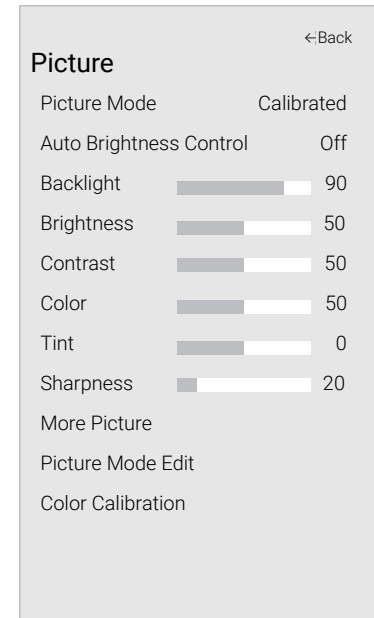 ←Back
Picture
Picture Mode Calibrated
Auto Brightness Control Off
Backlight 90
Brightness 50
Contrast 50
Color 50
Tint 0
Sharpness 20
More Picture
Picture Mode Edit
Color Calibration